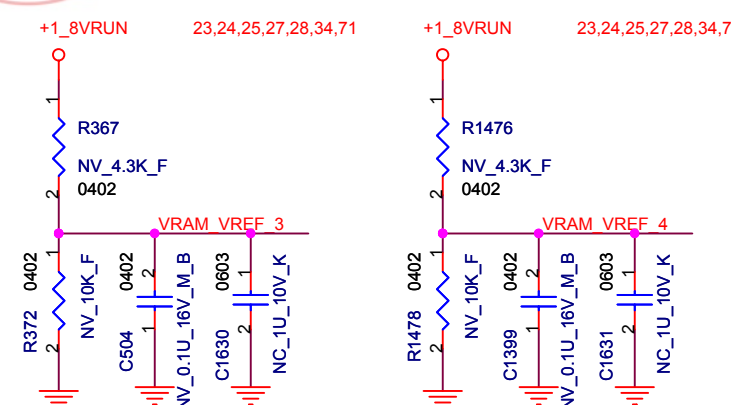 +1_8VRUN
23,24,25,27,28,34,71
1
R367
NV_4.3K_F
0402
2
VRAM_VREF_3
1
0402
R372
NV_10K_F
2
0402
2
C504
1
NV_0.1U_16V_M_B
0603
1
C1630
2
NC_1U_10V_K
+1_8VRUN
23,24,25,27,28,34,7
1
R1476
NV_4.3K_F
0402
2
VRAM_VREF_4
1
0402
R1478
NV_10K_F
2
0402
2
C1399
1
NV_0.1U_16V_M_B
0603
1
C1631
2
NC_1U_10V_K